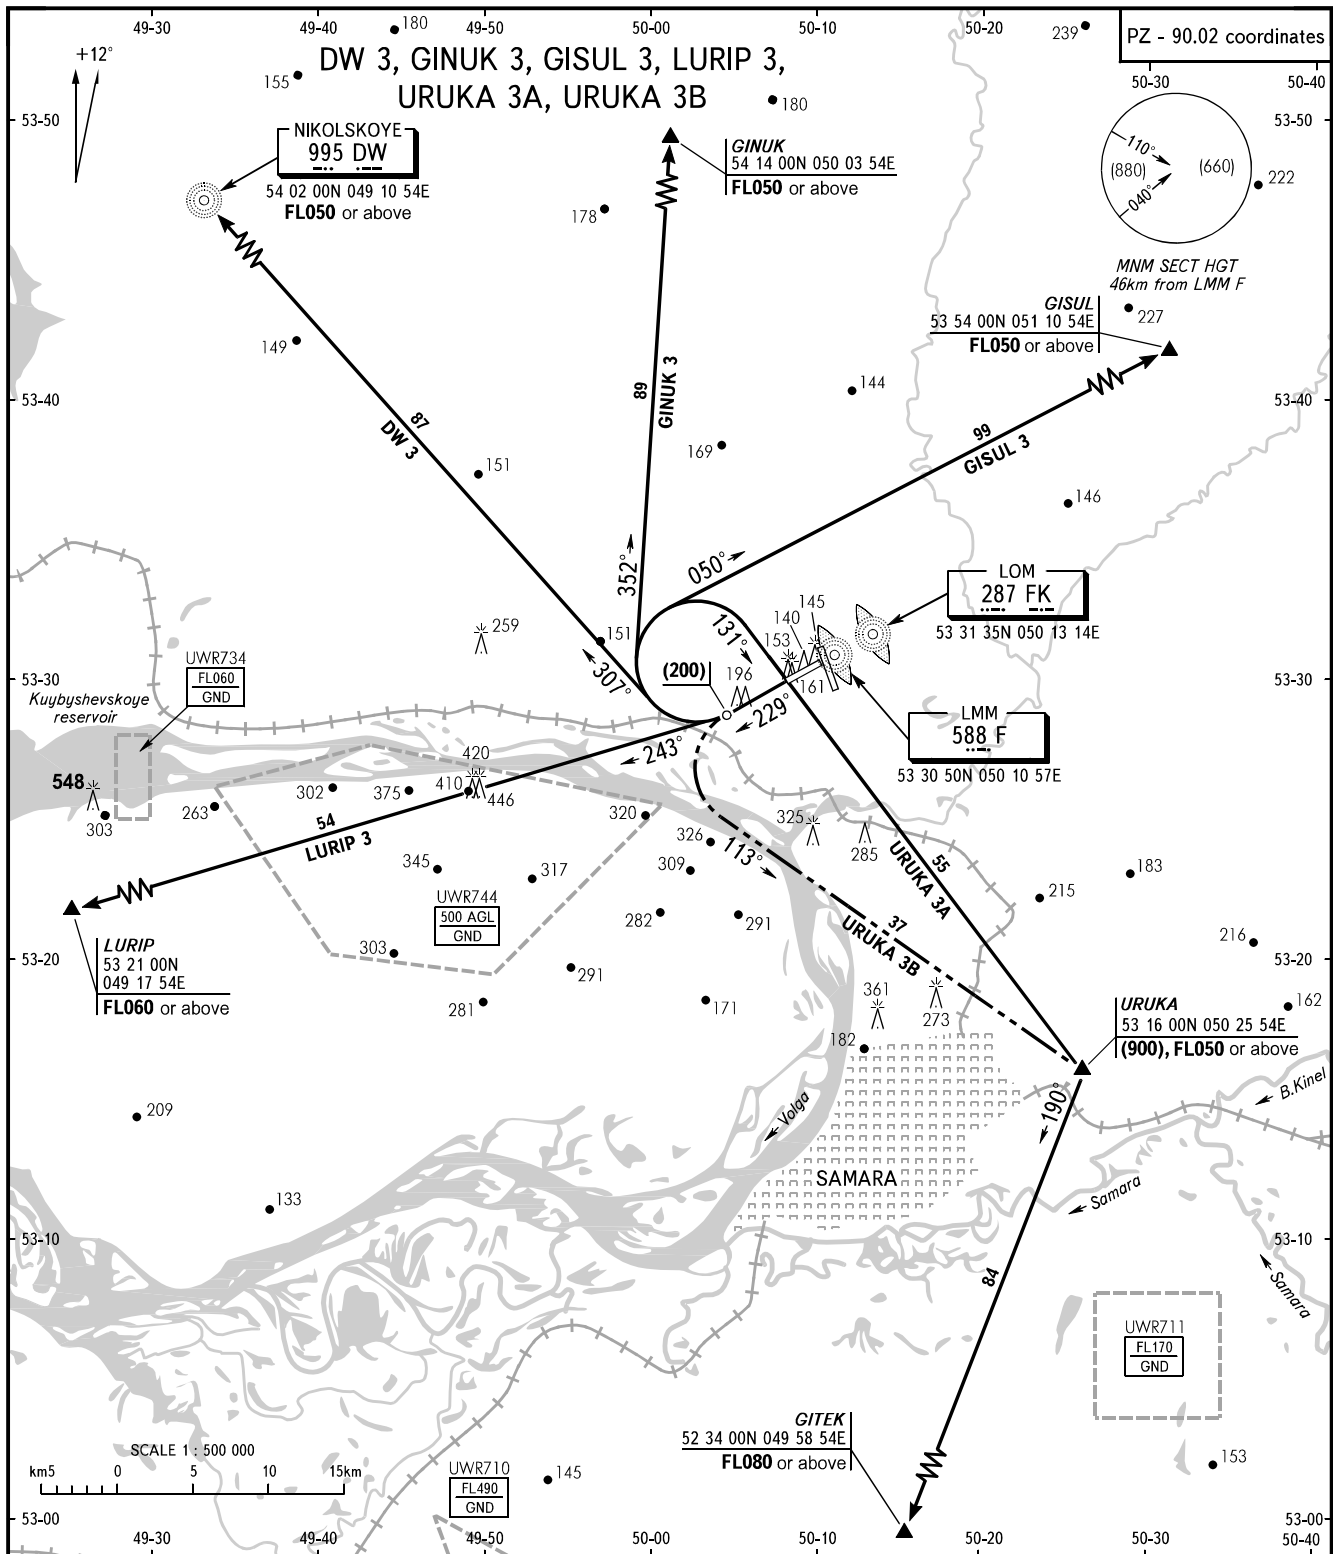 49-30
49-40
49-50
50-00
50-10
50-20
50-30
50-40
PZ - 90.02 coordinates
+12°
DW 3, GINUK 3, GISUL 3, LURIP 3,
URUKA 3A, URUKA 3B
180
239
155
180
53-50
53-50
NIKOLSKOYE
995 DW
54 02 00N 049 10 54E
FL050 or above
GINUK
54 14 00N 050 03 54E
FL050 or above
110°
(880)
(660)
040°
222
MNM SECT HGT
46km from LMM F
178
GISUL
53 54 00N 051 10 54E
FL050 or above
227
149
144
53-40
53-40
87
DW 3
89
GINUK 3
99
GISUL 3
151
169
146
352°
050°
131°
LOM
287 FK
53 31 35N 050 13 14E
259
151
153
140
145
161
196
(200)
307°
229°
243°
53-30
53-30
UWR734
FL060
GND
Kuybyshevskoye
reservoir
LMM
588 F
53 30 50N 050 10 57E
548
303
263
302
375
410
420
446
320
326
309
325
285
54
LURIP 3
113°
55
URUKA 3A
37
URUKA 3B
345
317
UWR744
500 AGL
GND
282
291
183
215
216
162
303
291
281
171
361
273
182
53-20
53-20
LURIP
53 21 00N
049 17 54E
FL060 or above
URUKA
53 16 00N 050 25 54E
(900), FL050 or above
190°
B.Kinel
209
Volga
133
SAMARA
Samara
Samara
53-10
53-10
84
UWR711
FL170
GND
GITEK
52 34 00N 049 58 54E
FL080 or above
SCALE 1 : 500 000
km5
0
5
10
15km
UWR710
FL490
GND
145
153
53-00
53-00
49-30
49-40
49-50
50-00
50-10
50-20
50-30
50-40